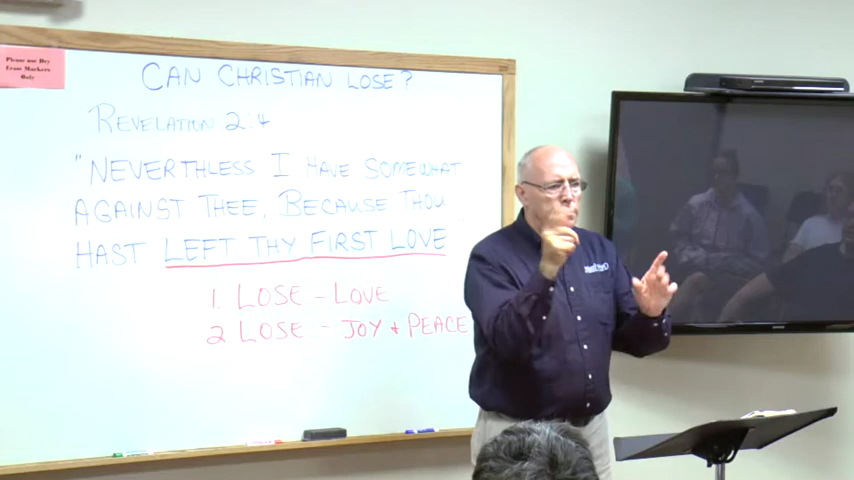 Please use Dry
Erase Markers
Only
CAN CHRISTIAN LOSE?
REVELATION 2:4
"NEVERTHLESS I HAVE SOMEWHAT
AGAINST THEE, BECAUSE THOU
HAST LEFT THY FIRST LOVE
1. LOSE - LOVE
2 LOSE - JOY + PEACE